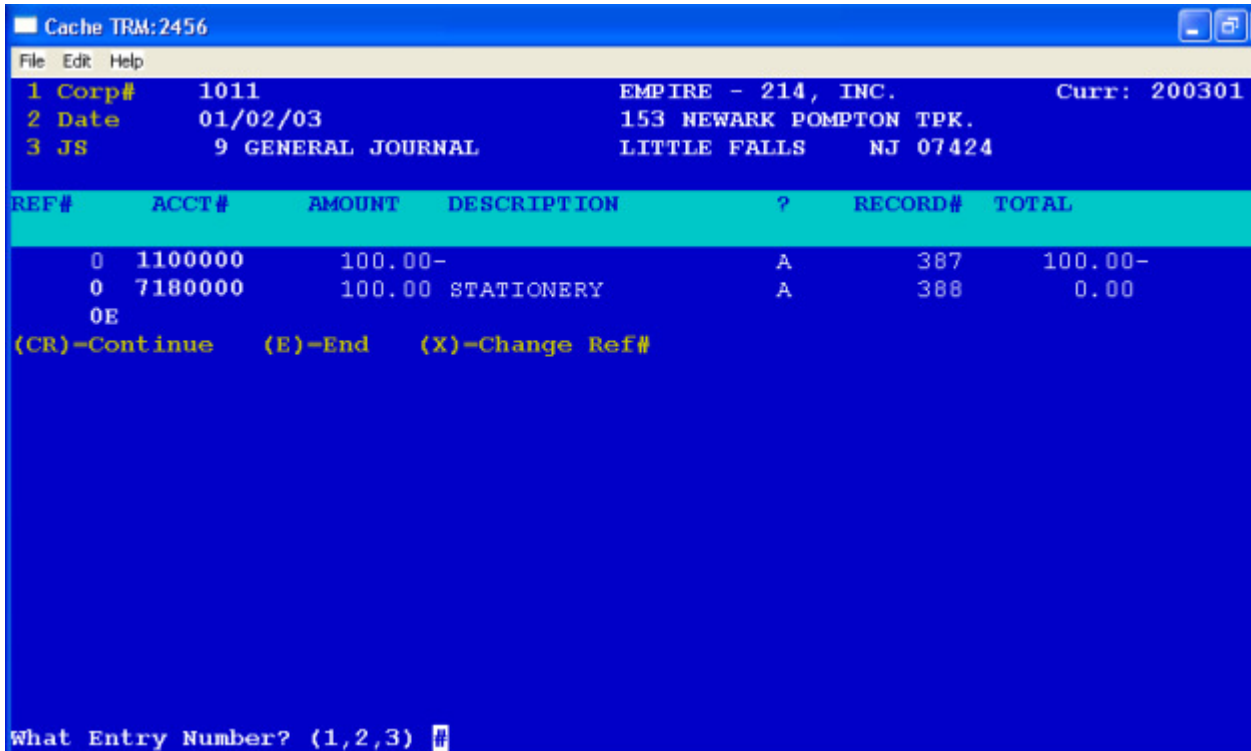 Cache TRM:2456
File Edit Help
1 Corp# 1011 EMPIRE - 214, INC. Curr: 200301
2 Date 01/02/03 153 NEWARK POMPTON TPK.
3 JS 9 GENERAL JOURNAL LITTLE FALLS NJ 07424
REF# ACCT# AMOUNT DESCRIPTION ? RECORD# TOTAL
0 1100000 100.00- A 387 100.00-
0 7180000 100.00 STATIONERY A 388 0.00
0E
(CR)=Continue (E)=End (X)=Change Ref#
What Entry Number? (1,2,3) #